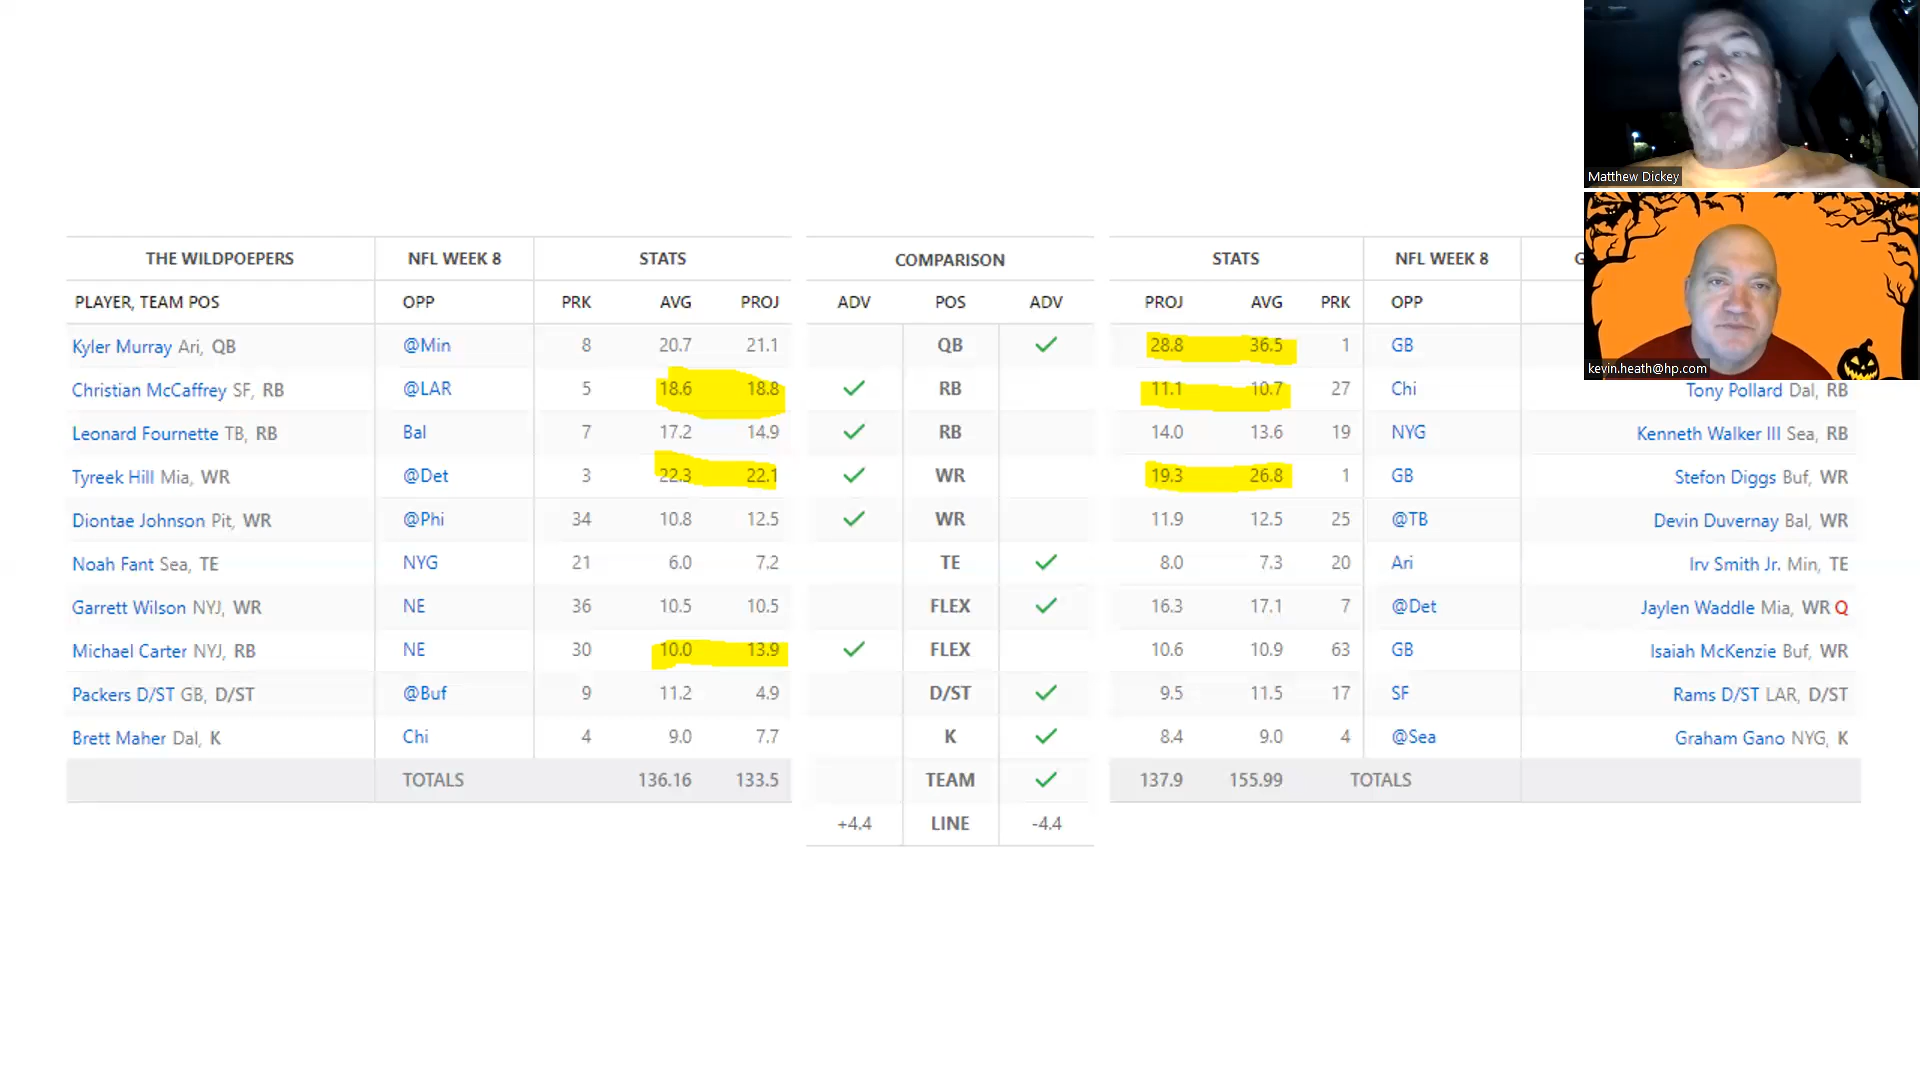 Matthew Dickey
kevin.heath@hp.com
THE WILDPOEPERS NFL WEEK 8 STATS COMPARISON STATS NFL WEEK 8
PLAYER, TEAM POS OPP PRK AVG PROJ ADV POS ADV PROJ AVG PRK OPP
Kyler Murray Ari, QB @Min 8 20.7 21.1 QB ✓ 28.8 36.5 1 GB
Christian McCaffrey SF, RB @LAR 5 18.6 18.8 ✓ RB 11.1 10.7 27 Chi Tony Pollard Dal, RB
Leonard Fournette TB, RB Bal 7 17.2 14.9 ✓ RB 14.0 13.6 19 NYG Kenneth Walker III Sea, RB
Tyreek Hill Mia, WR @Det 3 22.3 22.1 ✓ WR 19.3 26.8 1 GB Stefon Diggs Buf, WR
Diontae Johnson Pit, WR @Phi 34 10.8 12.5 ✓ WR 11.9 12.5 25 @TB Devin Duvernay Bal, WR
Noah Fant Sea, TE NYG 21 6.0 7.2 TE ✓ 8.0 7.3 20 Ari Irv Smith Jr. Min, TE
Garrett Wilson NYJ, WR NE 36 10.5 10.5 FLEX ✓ 16.3 17.1 7 @Det Jaylen Waddle Mia, WR Q
Michael Carter NYJ, RB NE 30 10.0 13.9 ✓ FLEX 10.6 10.9 63 GB Isaiah McKenzie Buf, WR
Packers D/ST GB, D/ST @Buf 9 11.2 4.9 D/ST ✓ 9.5 11.5 17 SF Rams D/ST LAR, D/ST
Brett Maher Dal, K Chi 4 9.0 7.7 K ✓ 8.4 9.0 4 @Sea Graham Gano NYG, K
TOTALS 136.16 133.5 TEAM ✓ 137.9 155.99 TOTALS
+4.4 LINE -4.4